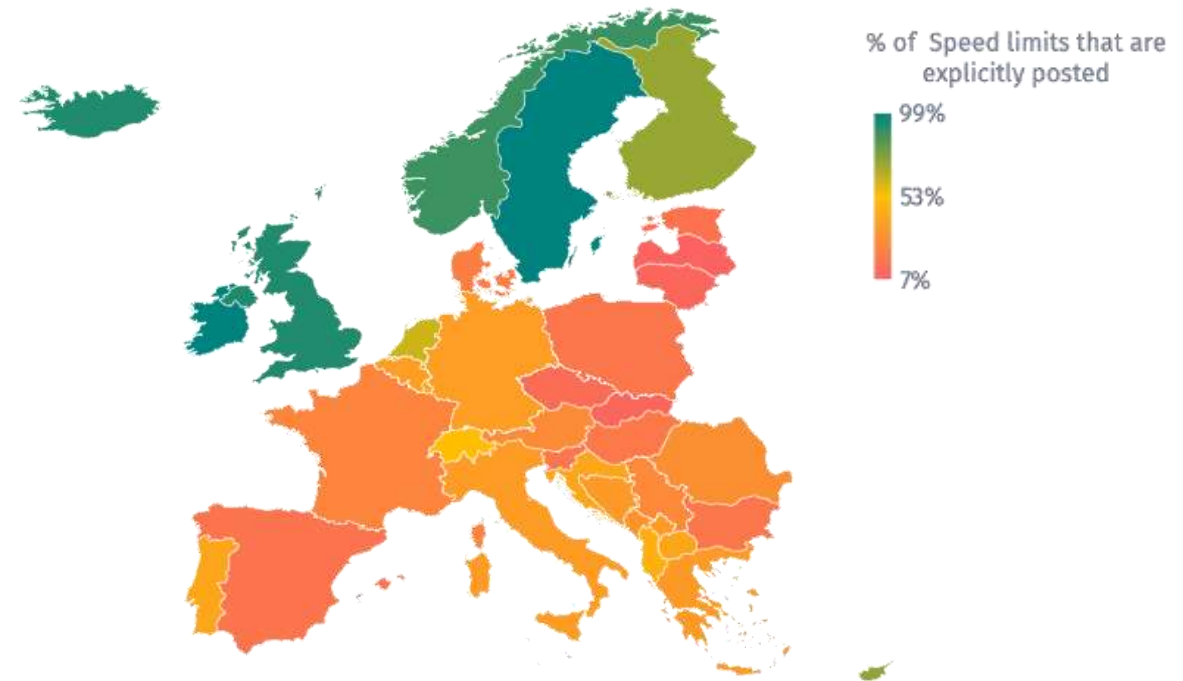 % of Speed limits that are
explicitly posted
99%
53%
7%